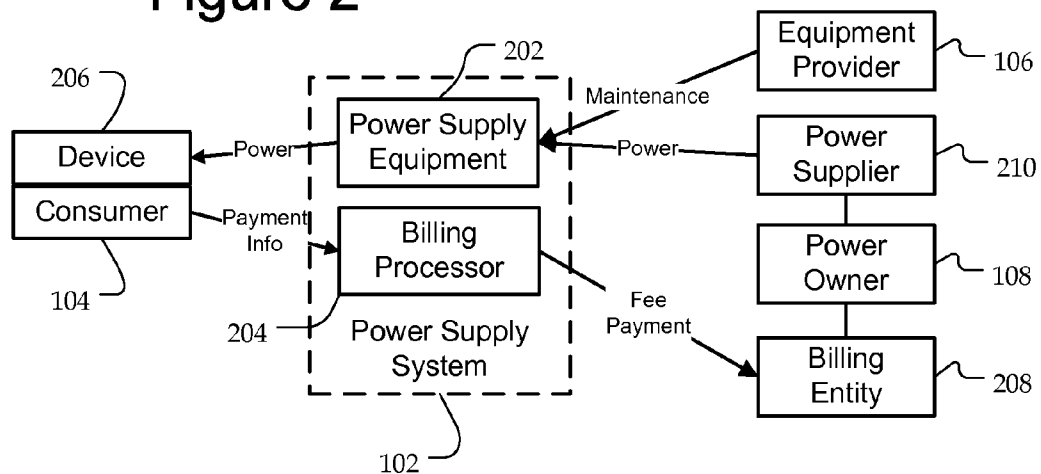 Figure 2
202
Equipment
Provider
106
206
Maintenance
Power Supply
Equipment
Device
Power
Power
Power
Supplier
210
Consumer
Payment
Info
Billing
Processor
Power
Owner
108
104
204
Fee
Payment
Power Supply
System
Billing
Entity
208
102